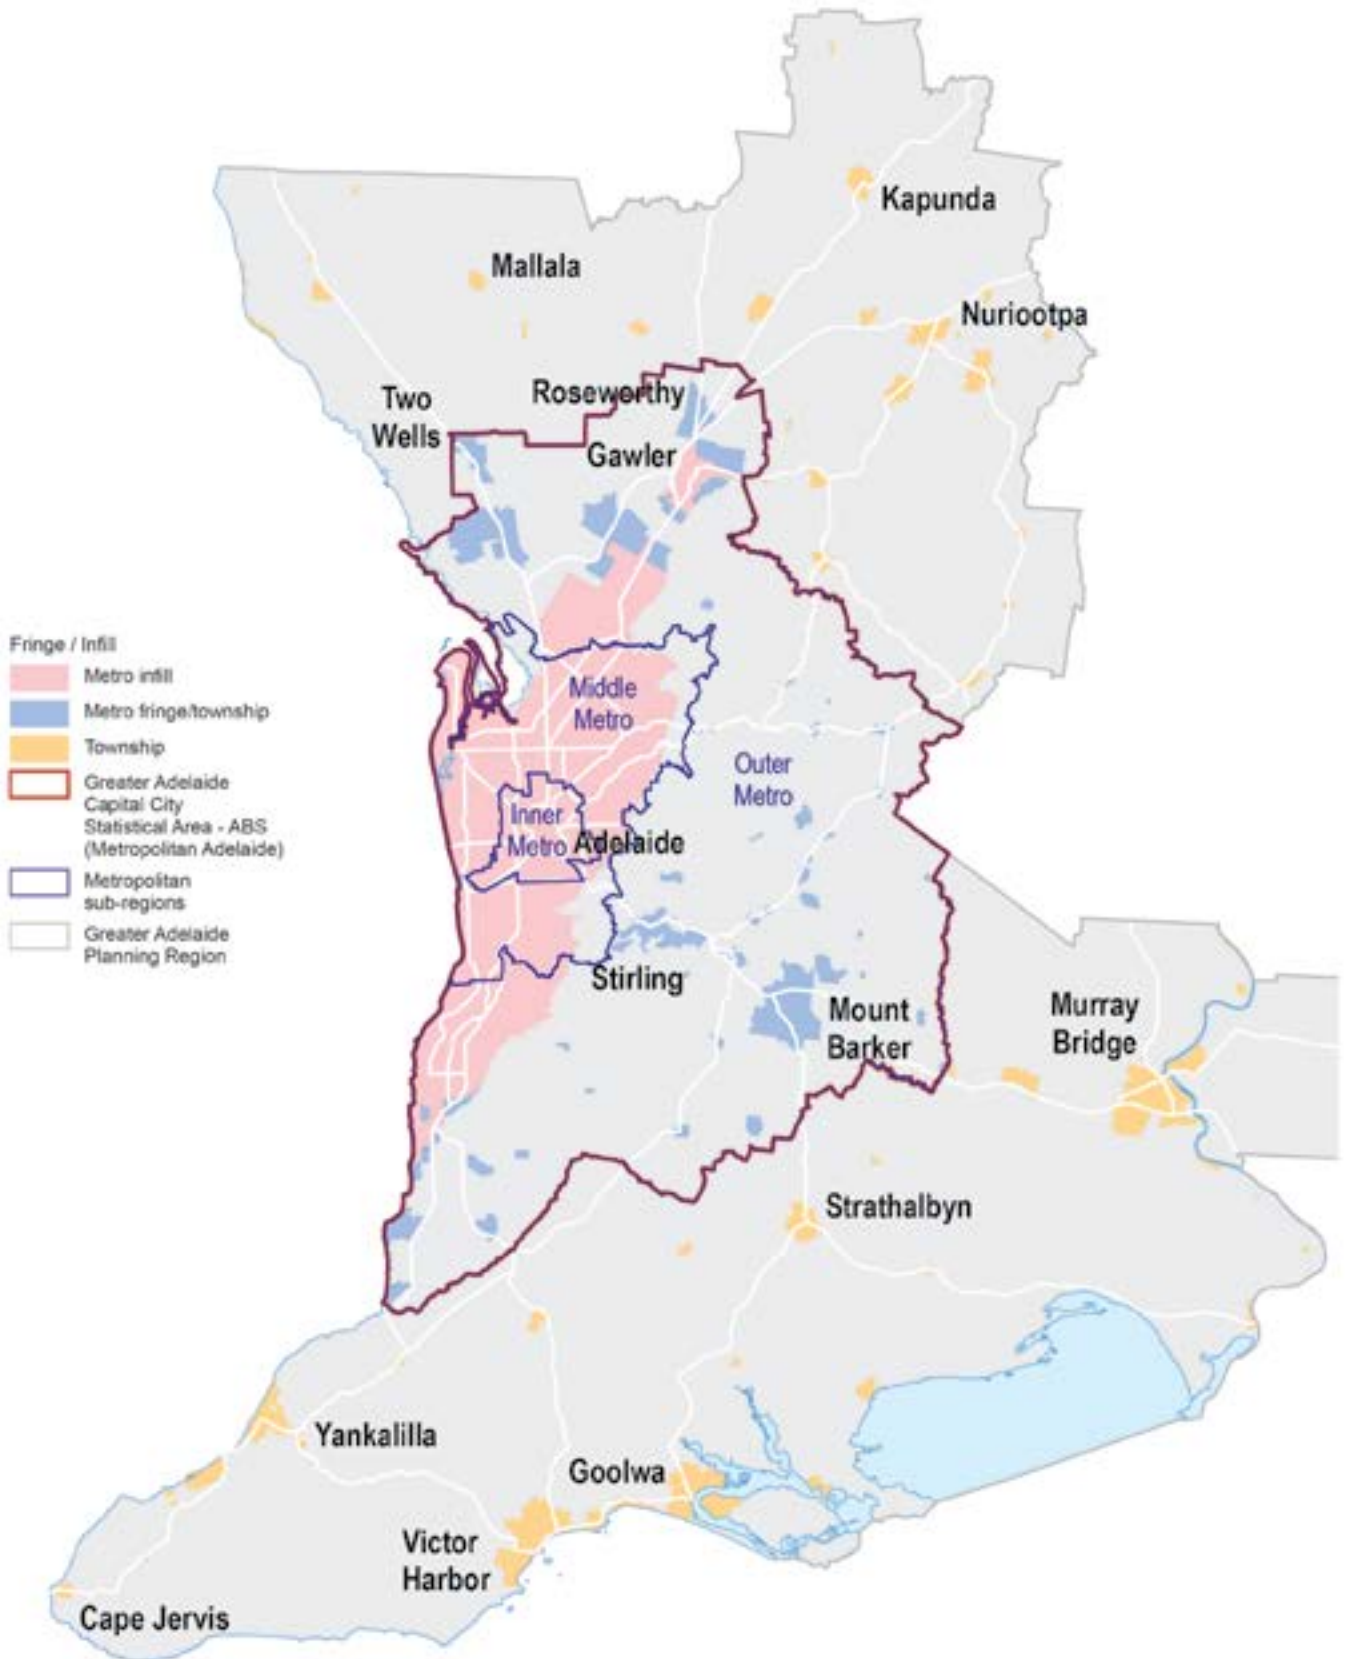 Kapunda
Mallala
Nuriootpa
Roseworthy
Two
Wells
Gawler
Fringe / Infill
Metro infill
Metro fringe/township
Township
Greater Adelaide
Capital City
Statistical Area - ABS
(Metropolitan Adelaide)
Metropolitan
sub-regions
Greater Adelaide
Planning Region
Middle
Metro
Outer
Metro
Inner
Metro
Adelaide
Stirling
Mount
Barker
Murray
Bridge
Strathalbyn
Yankalilla
Goolwa
Victor
Harbor
Cape Jervis